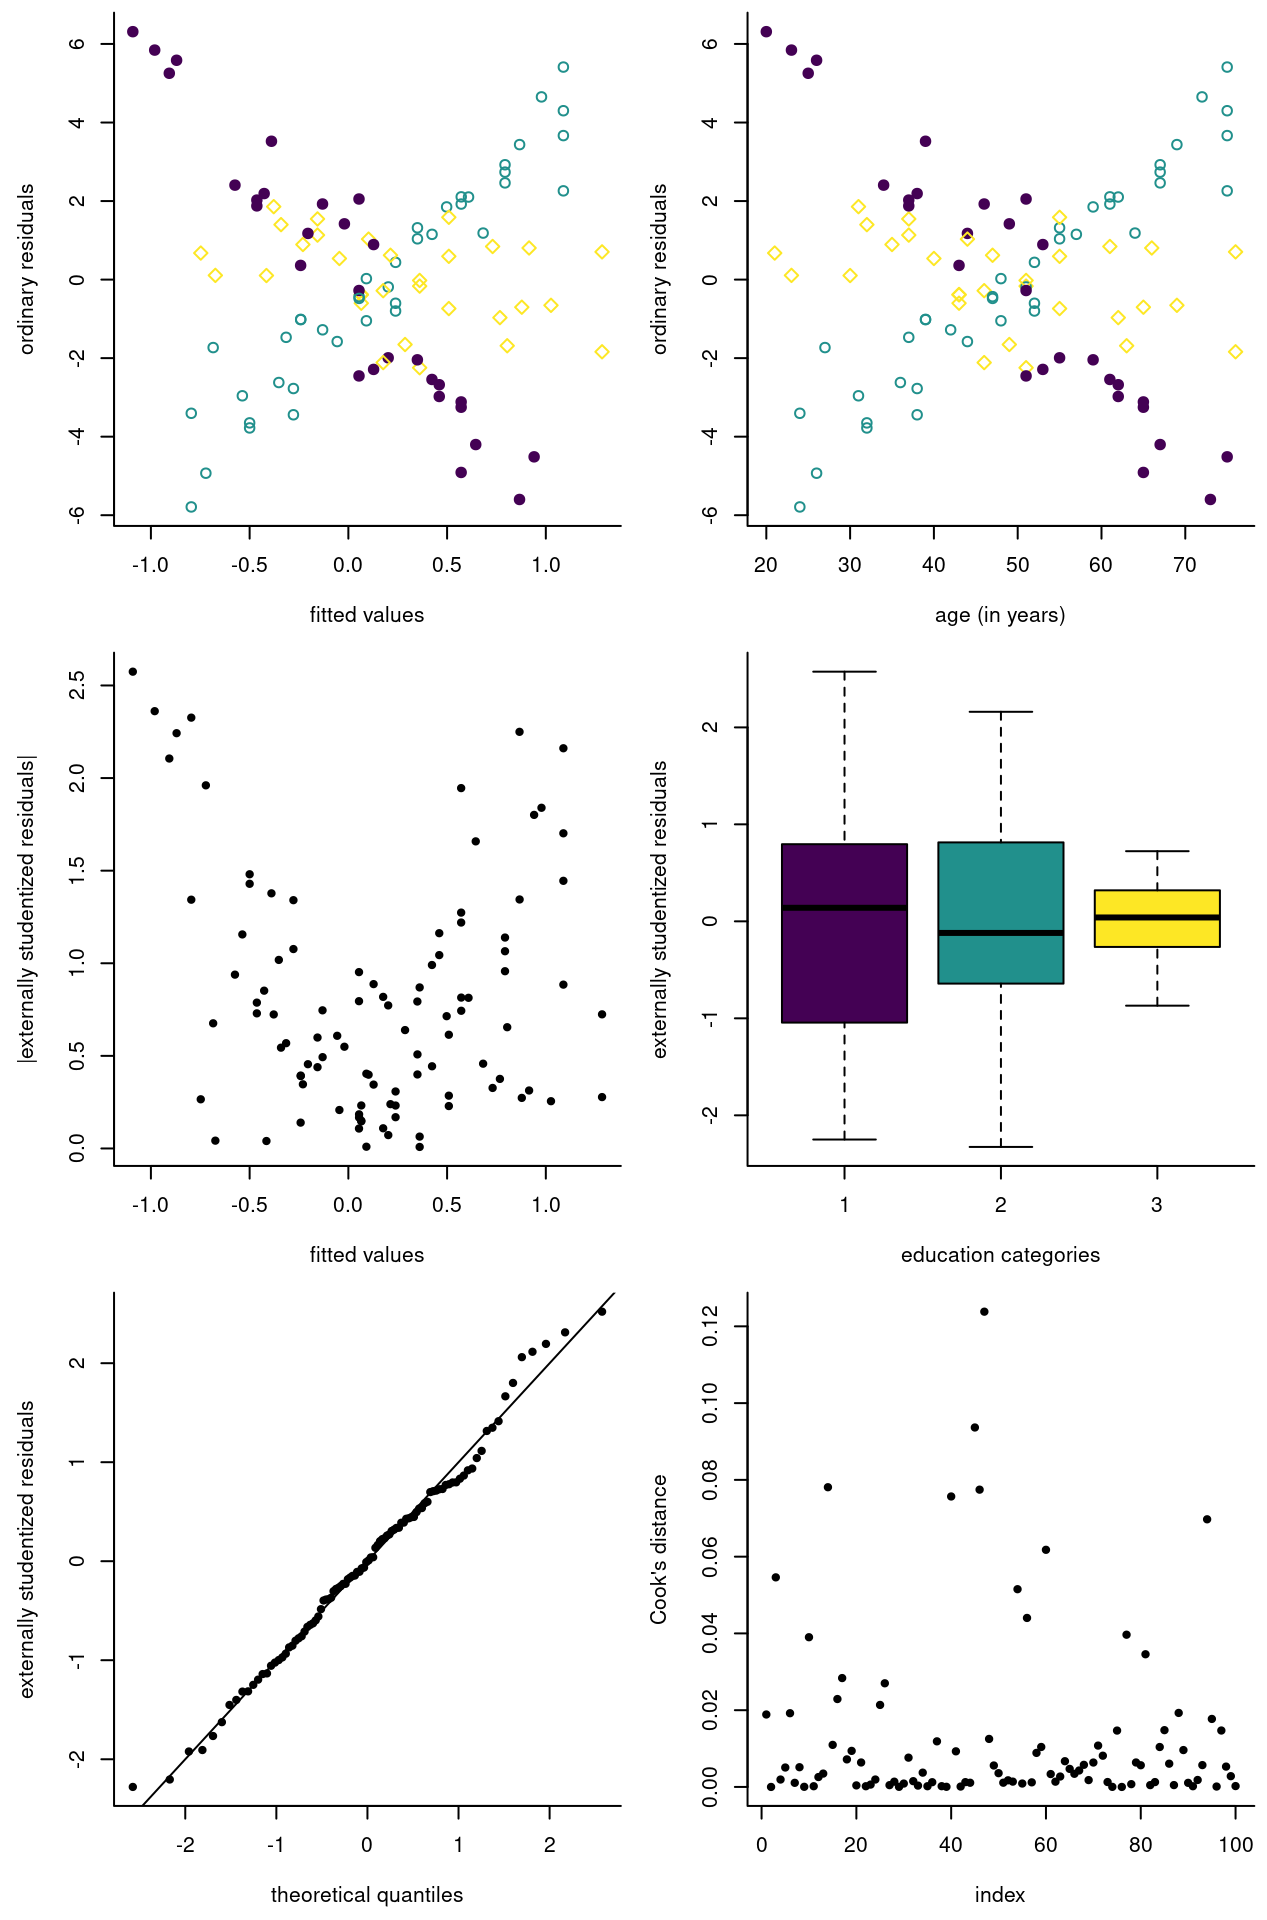 6
4
2
0
-2
-4
-6
ordinary residuals
-1.0 -0.5 0.0 0.5 1.0
fitted values
6
4
2
0
-2
-4
-6
ordinary residuals
20 30 40 50 60 70
age (in years)
2.5
2.0
1.5
1.0
0.5
0.0
|externally studentized residuals|
-1.0 -0.5 0.0 0.5 1.0
fitted values
2
1
0
-1
-2
externally studentized residuals
1 2 3
education categories
2
1
0
-1
-2
externally studentized residuals
-2 -1 0 1 2
theoretical quantiles
0.12
0.10
0.08
0.06
0.04
0.02
0.00
Cook's distance
0 20 40 60 80 100
index